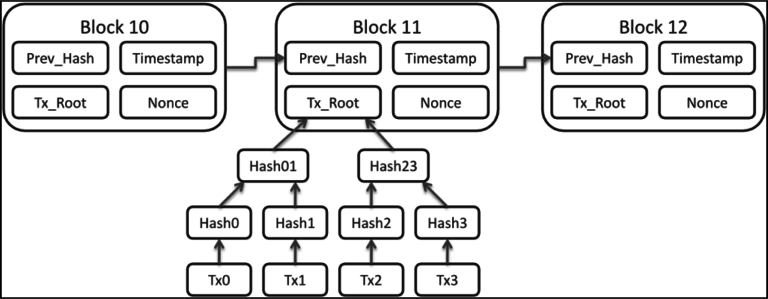 Block 10
Block 11
Block 12
Prev_Hash
Timestamp
Prev_Hash
Timestamp
Prev_Hash
Timestamp
Tx_Root
Nonce
Tx_Root
Nonce
Tx_Root
Nonce
Hash01
Hash23
Hash0
Hash1
Hash2
Hash3
Tx0
Tx1
Tx2
Tx3